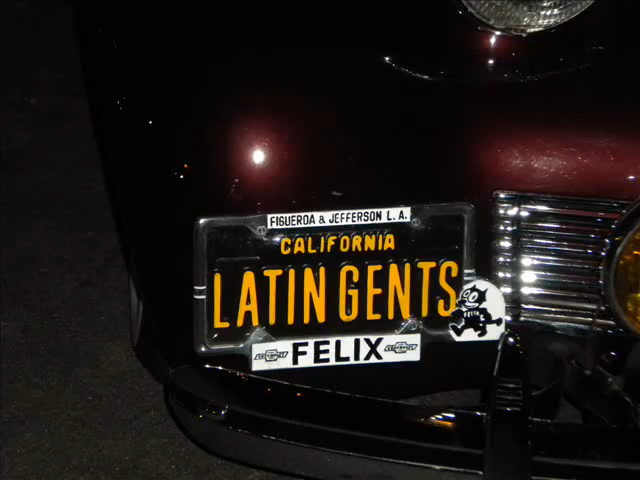 FIGUEROA & JEFFERSON L.A.
CALIFORNIA
LATIN GENTS
FELIX
FELIX